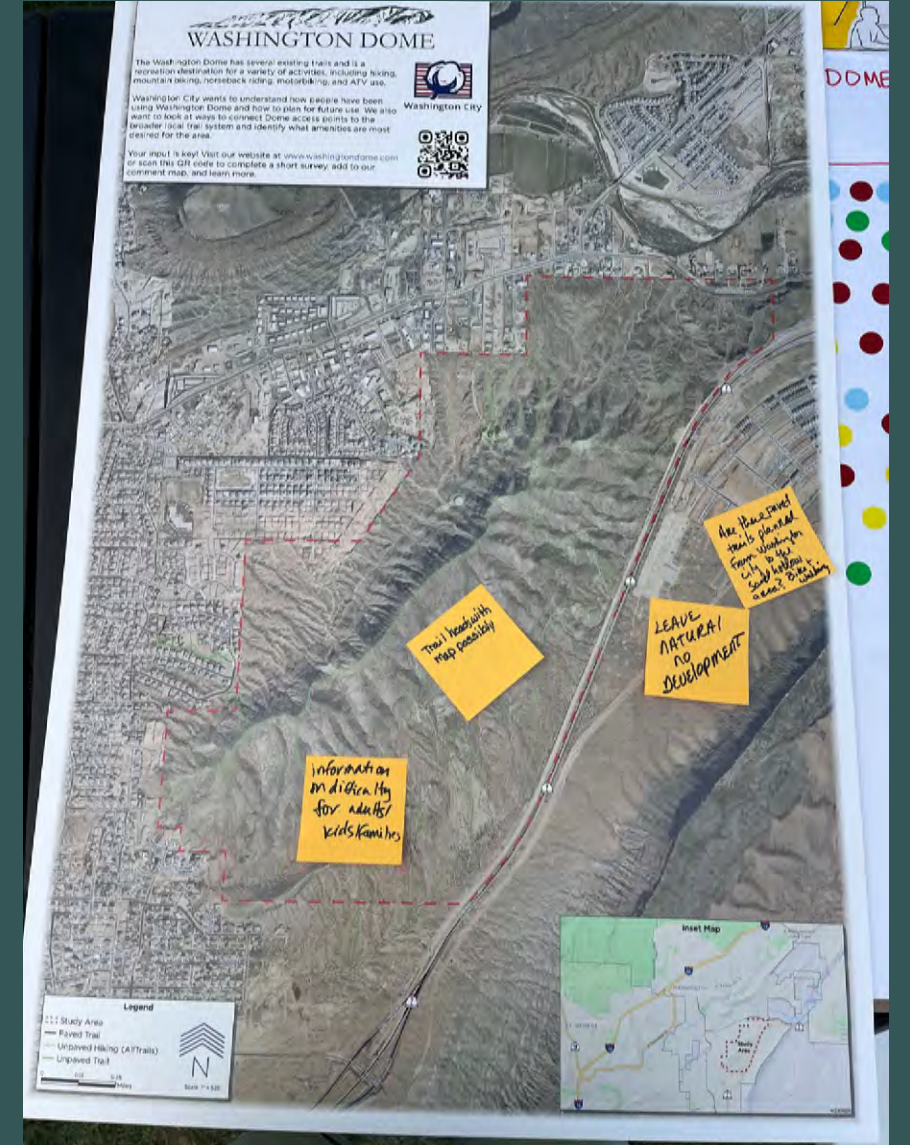 WASHINGTON DOME
The Washington Dome has several existing trails and is a
recreation destination for a variety of activities, including hiking,
mountain biking, horseback riding, motorbiking, and ATV use.
Washington City wants to understand how people have been
using Washington Dome and how to plan for future use. We also
want to look at ways to connect Dome access points to the
broader local trail system and identify what amenities are most
desired for the area.
Your input is key! Visit our website at www.washingtondome.com
or scan this QR code to complete a short survey, add to our
comment map, and learn more.
Washington City
DOME
Are there paved
trails planned
from Washington
City to the
Sand hollow
area? Bike +
walking
LEAVE
NATURAL
no
DEVELOPMENT
Trail heads with
Map possibly
information
on difficulty
for adults/
kids/families
Legend
Study Area
Paved Trail
Unpaved Hiking (AllTrails)
Unpaved Trail
Miles
N
Inset Map
Study
Area